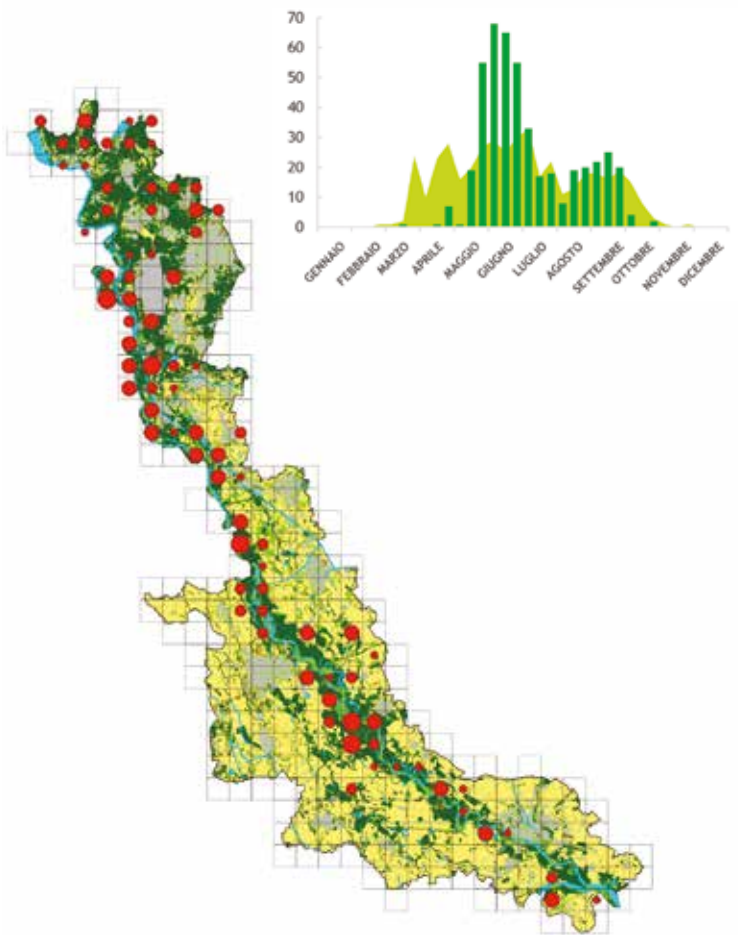 70
60
50
40
30
20
10
0
GENNAIO
FEBBRAIO
MARZO
APRILE
MAGGIO
GIUGNO
LUGLIO
AGOSTO
SETTEMBRE
OTTOBRE
NOVEMBRE
DICEMBRE